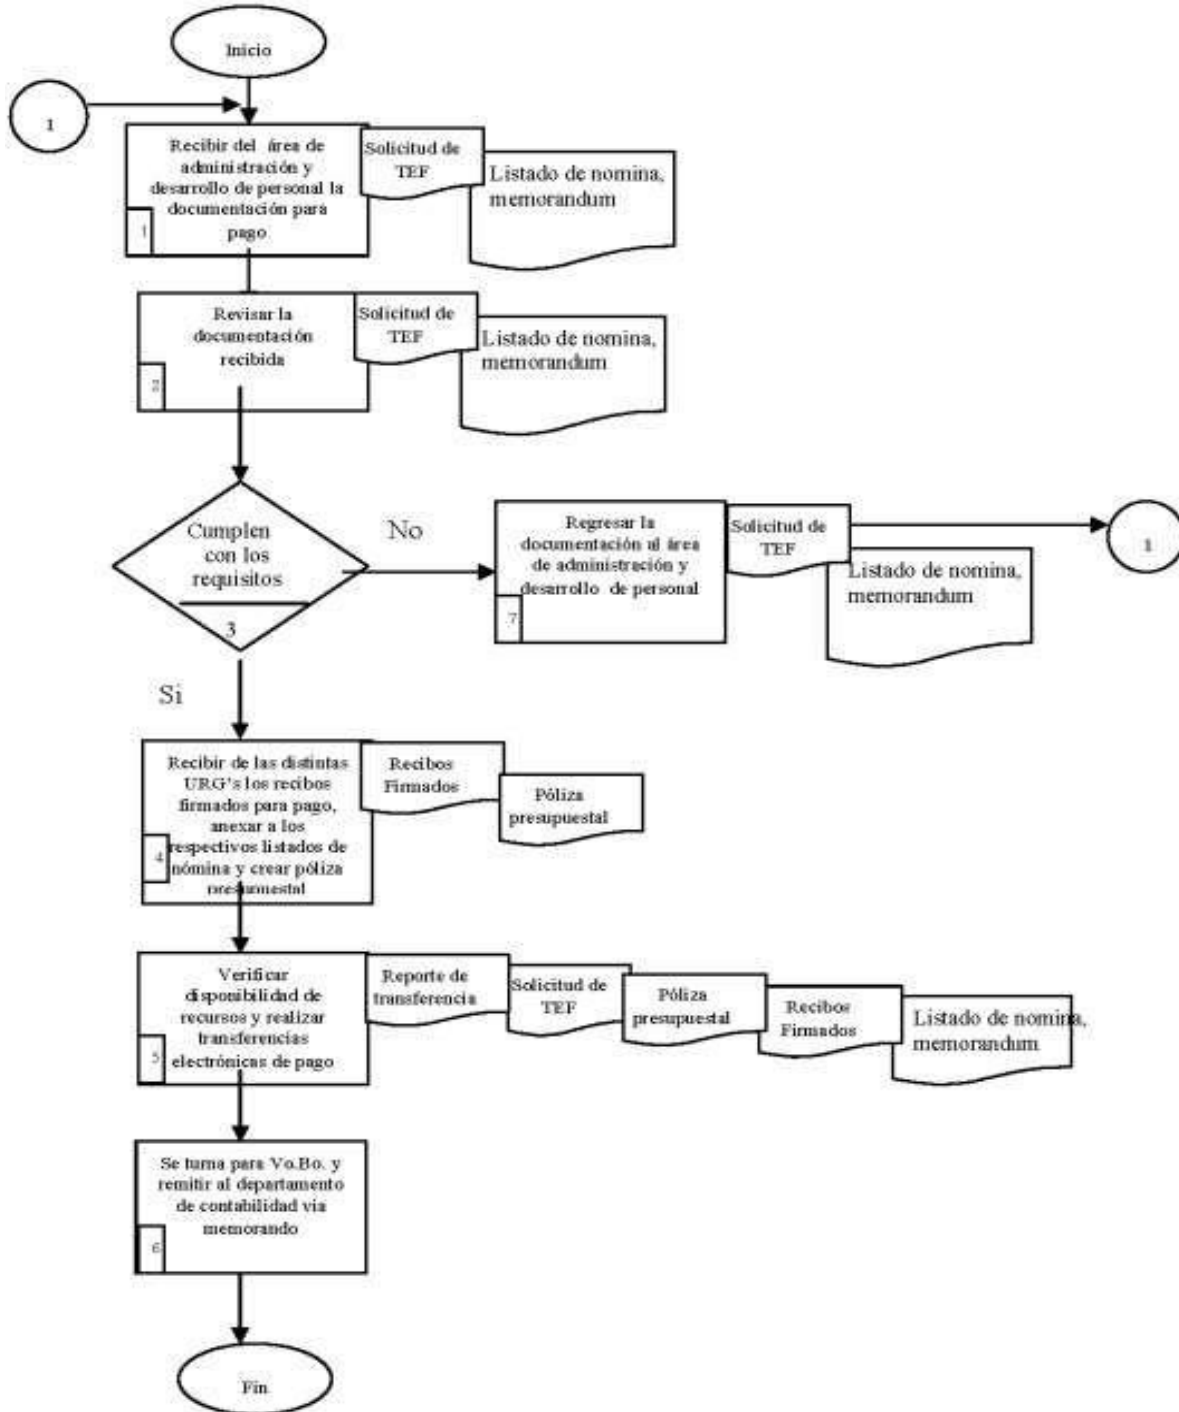 Inicio
1
Recibir del área de
administración y
desarrollo de personal la
documentación para
pago
1
Solicitud de
TEF
Listado de nomina,
memorandum
Revisar la
documentación
recibida
2
Solicitud de
TEF
Listado de nomina,
memorandum
Cumplen
con los
requisitos
3
No
Regresar la
documentación al área
de administración y
desarrollo de personal
7
Solicitud de
TEF
Listado de nomina,
memorandum
1
Si
Recibir de las distintas
URG's los recibos
firmados para pago,
anexar a los
respectivos listados de
nómina y crear póliza
presupuestal
4
Recibos
Firmados
Póliza
presupuestal
Verificar
disponibilidad de
recursos y realizar
transferencias
electrónicas de pago
5
Reporte de
transferencia
Solicitud de
TEF
Póliza
presupuestal
Recibos
Firmados
Listado de nomina,
memorandum
Se turna para Vo.Bo. y
remitir al departamento
de contabilidad via
memorando
6
Fin